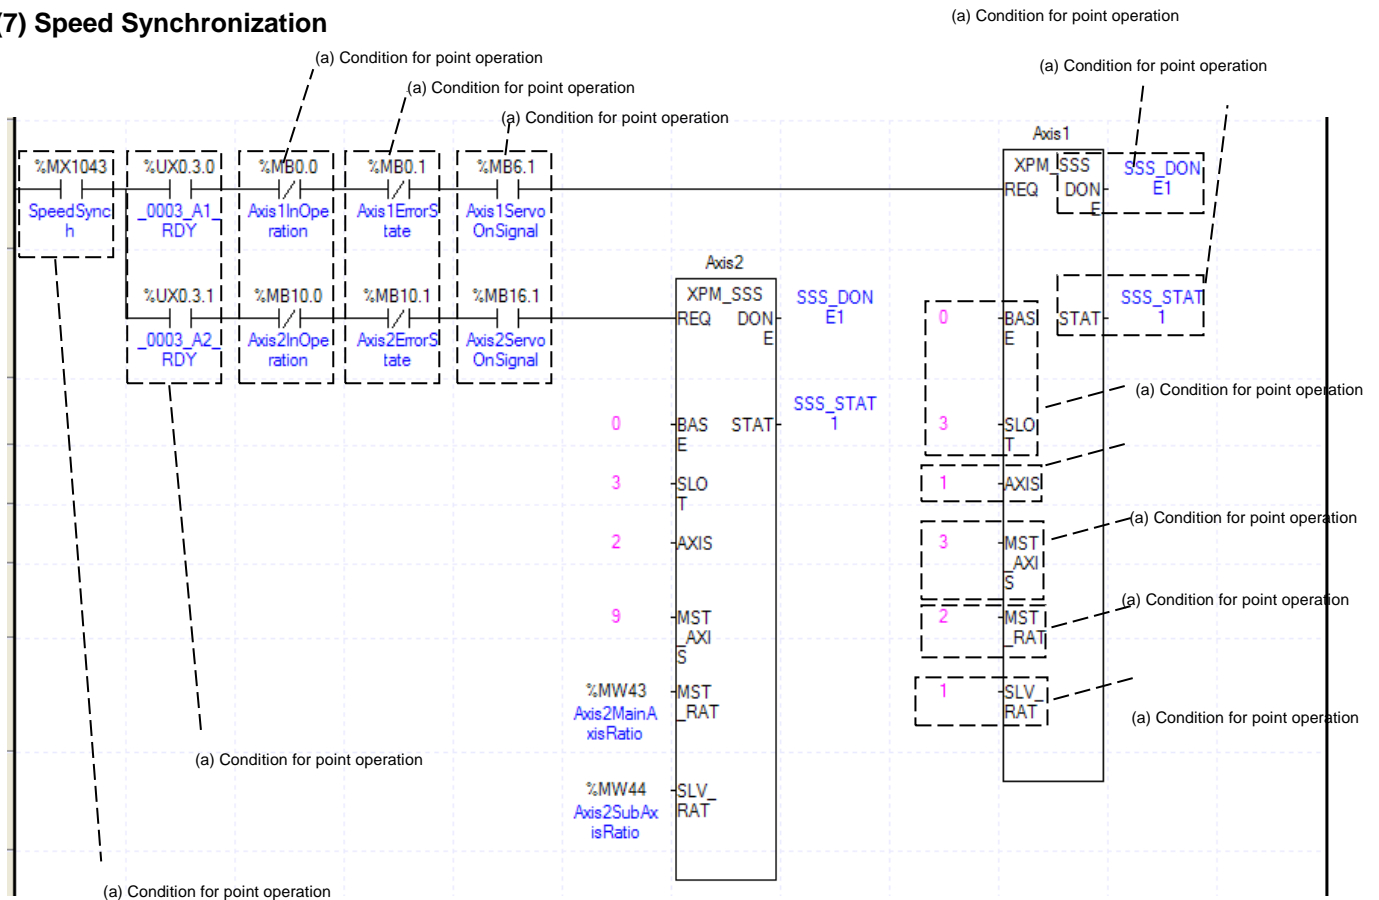 (7) Speed Synchronization
(a) Condition for point operation
(a) Condition for point operation
(a) Condition for point operation
(a) Condition for point operation
(a) Condition for point operation
Axis1
%MX1043
%UX0.3.0
%MB0.0
%MB0.1
%MB6.1
XPM_SSS
REQ
DON
E
SSS_DON
E1
SpeedSync
h
_0003_A1_
RDY
Axis1InOpe
ration
Axis1ErrorS
tate
Axis1Servo
OnSignal
Axis2
%UX0.3.1
%MB10.0
%MB10.1
%MB16.1
XPM_SSS
REQ
DON
E
SSS_DON
E1
0
BAS
E
STAT
SSS_STAT
1
_0003_A2_
RDY
Axis2InOpe
ration
Axis2ErrorS
tate
Axis2Servo
OnSignal
(a) Condition for point operation
0
BAS
E
STAT
SSS_STAT
1
3
SLO
T
3
SLO
T
1
AXIS
(a) Condition for point operation
2
AXIS
3
MST
_AXI
S
(a) Condition for point operation
9
MST
_AXI
S
2
MST
_RAT
%MW43
Axis2MainA
xisRatio
MST
_RAT
1
SLV_
RAT
(a) Condition for point operation
(a) Condition for point operation
%MW44
Axis2SubAx
isRatio
SLV_
RAT
(a) Condition for point operation